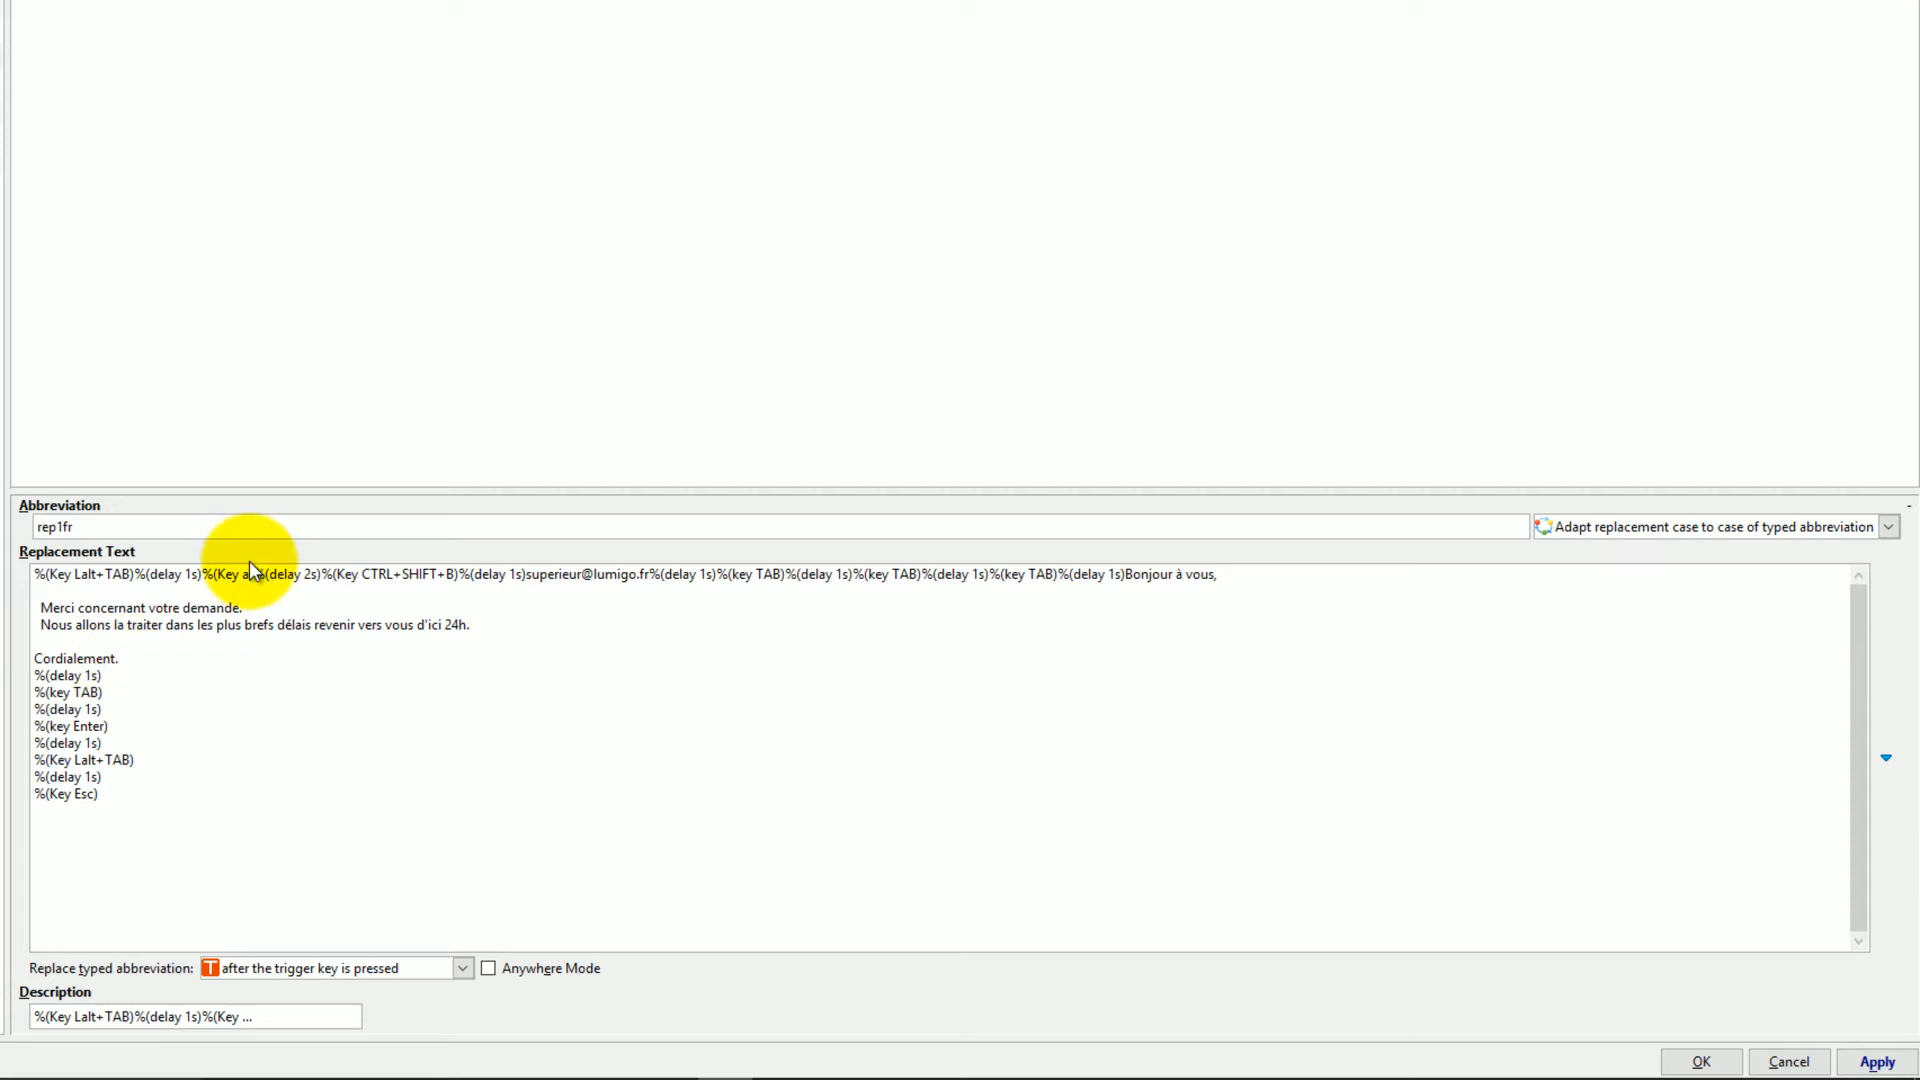 Abbreviation
-
rep1fr
Adapt replacement case to case of typed abbreviation
Replacement Text
%(Key Lalt+TAB)%(delay 1s)%(Key a)%(delay 2s)%(Key CTRL+SHIFT+B)%(delay 1s)superieur@lumigo.fr%(delay 1s)%(key TAB)%(delay 1s)%(key TAB)%(delay 1s)%(key TAB)%(delay 1s)Bonjour à vous,
Merci concernant votre demande.
Nous allons la traiter dans les plus brefs délais revenir vers vous d'ici 24h.
Cordialement.
%(delay 1s)
%(key TAB)
%(delay 1s)
%(key Enter)
%(delay 1s)
%(Key Lalt+TAB)
%(delay 1s)
%(Key Esc)
Replace typed abbreviation: T after the trigger key is pressed Anywhere Mode
Description
%(Key Lalt+TAB)%(delay 1s)%(Key ...
OK Cancel Apply